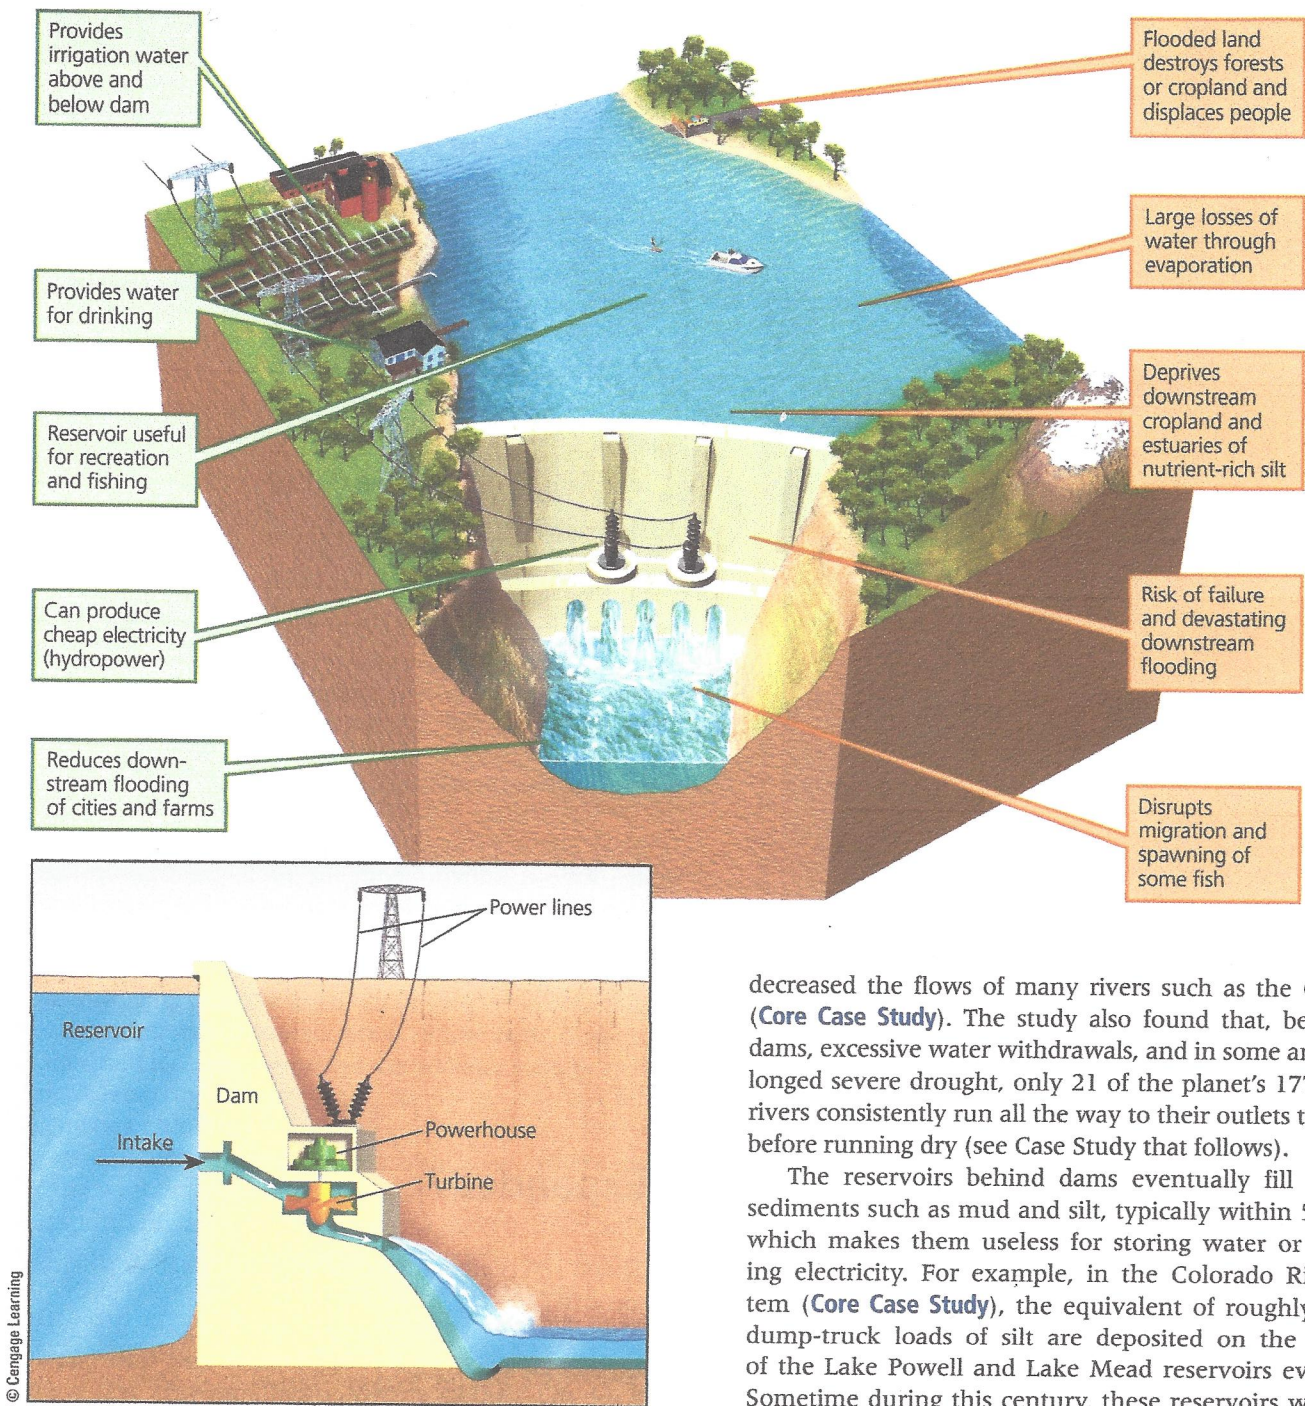 Provides
irrigation water
above and
below dam
Provides water
for drinking
Reservoir useful
for recreation
and fishing
Can produce
cheap electricity
(hydropower)
Reduces down-
stream flooding
of cities and farms
Flooded land
destroys forests
or cropland and
displaces people
Large losses of
water through
evaporation
Deprives
downstream
cropland and
estuaries of
nutrient-rich silt
Risk of failure
and devastating
downstream
flooding
Disrupts
migration and
spawning of
some fish
Power lines
Reservoir
Dam
Intake
Powerhouse
Turbine
© Cengage Learning
decreased the flows of many rivers such as the
(Core Case Study). The study also found that, be
dams, excessive water withdrawals, and in some ar
longed severe drought, only 21 of the planet's 177
rivers consistently run all the way to their outlets t
before running dry (see Case Study that follows).
The reservoirs behind dams eventually fill
sediments such as mud and silt, typically within 5
which makes them useless for storing water or
ing electricity. For example, in the Colorado Ri
tem (Core Case Study), the equivalent of roughly
dump-truck loads of silt are deposited on the
of the Lake Powell and Lake Mead reservoirs ev
Sometime during this century, these reservoirs w